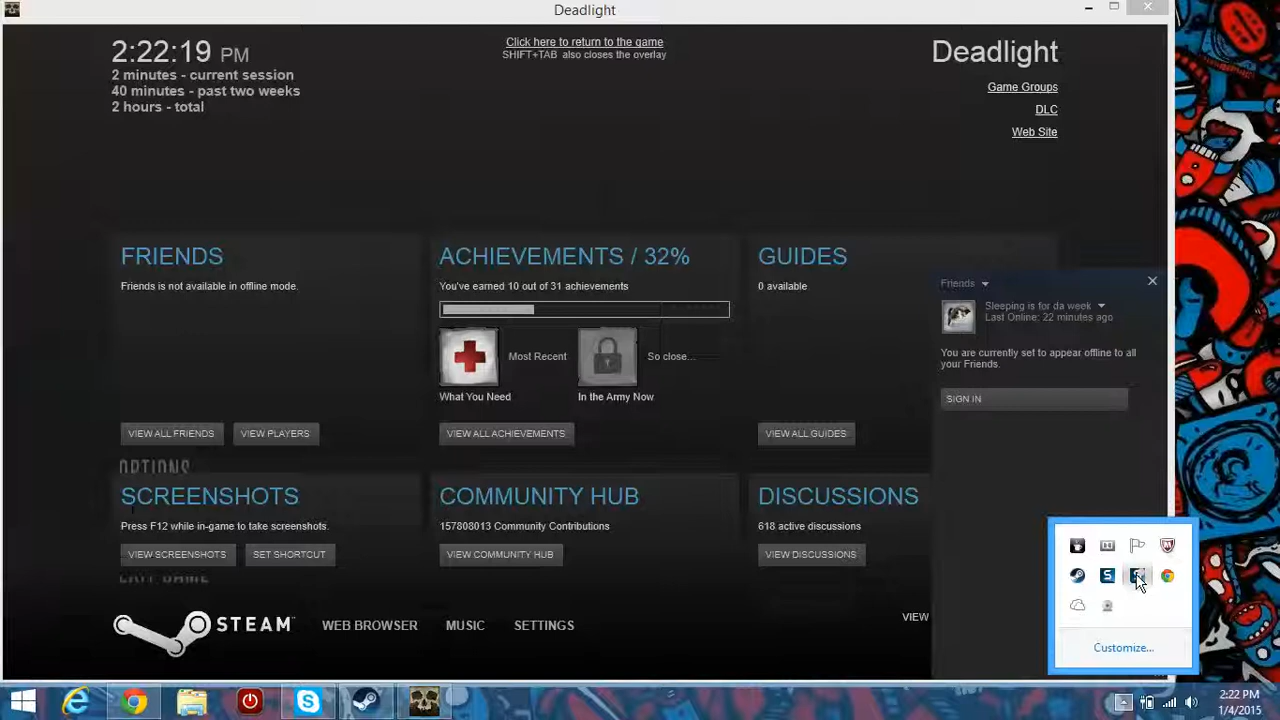 Deadlight
2:22:19 PM
2 minutes - current session
40 minutes - past two weeks
2 hours - total
Click here to return to the game
SHIFT+TAB also closes the overlay
Deadlight
Game Groups
DLC
Web Site
FRIENDS
Friends is not available in offline mode.
VIEW ALL FRIENDS
VIEW PLAYERS
ACHIEVEMENTS / 32%
You've earned 10 out of 31 achievements
Most Recent
So close...
What You Need
In the Army Now
VIEW ALL ACHIEVEMENTS
GUIDES
0 available
VIEW ALL GUIDES
Friends
Sleeping is for da week
Last Online: 22 minutes ago
You are currently set to appear offline to all
your Friends.
SIGN IN
OPTIONS
SCREENSHOTS
Press F12 while in-game to take screenshots.
VIEW SCREENSHOTS
SET SHORTCUT
EXIT GAME
COMMUNITY HUB
157808013 Community Contributions
VIEW COMMUNITY HUB
DISCUSSIONS
618 active discussions
VIEW DISCUSSIONS
STEAM
WEB BROWSER
MUSIC
SETTINGS
VIEW
Customize...
2:22 PM
1/4/2015